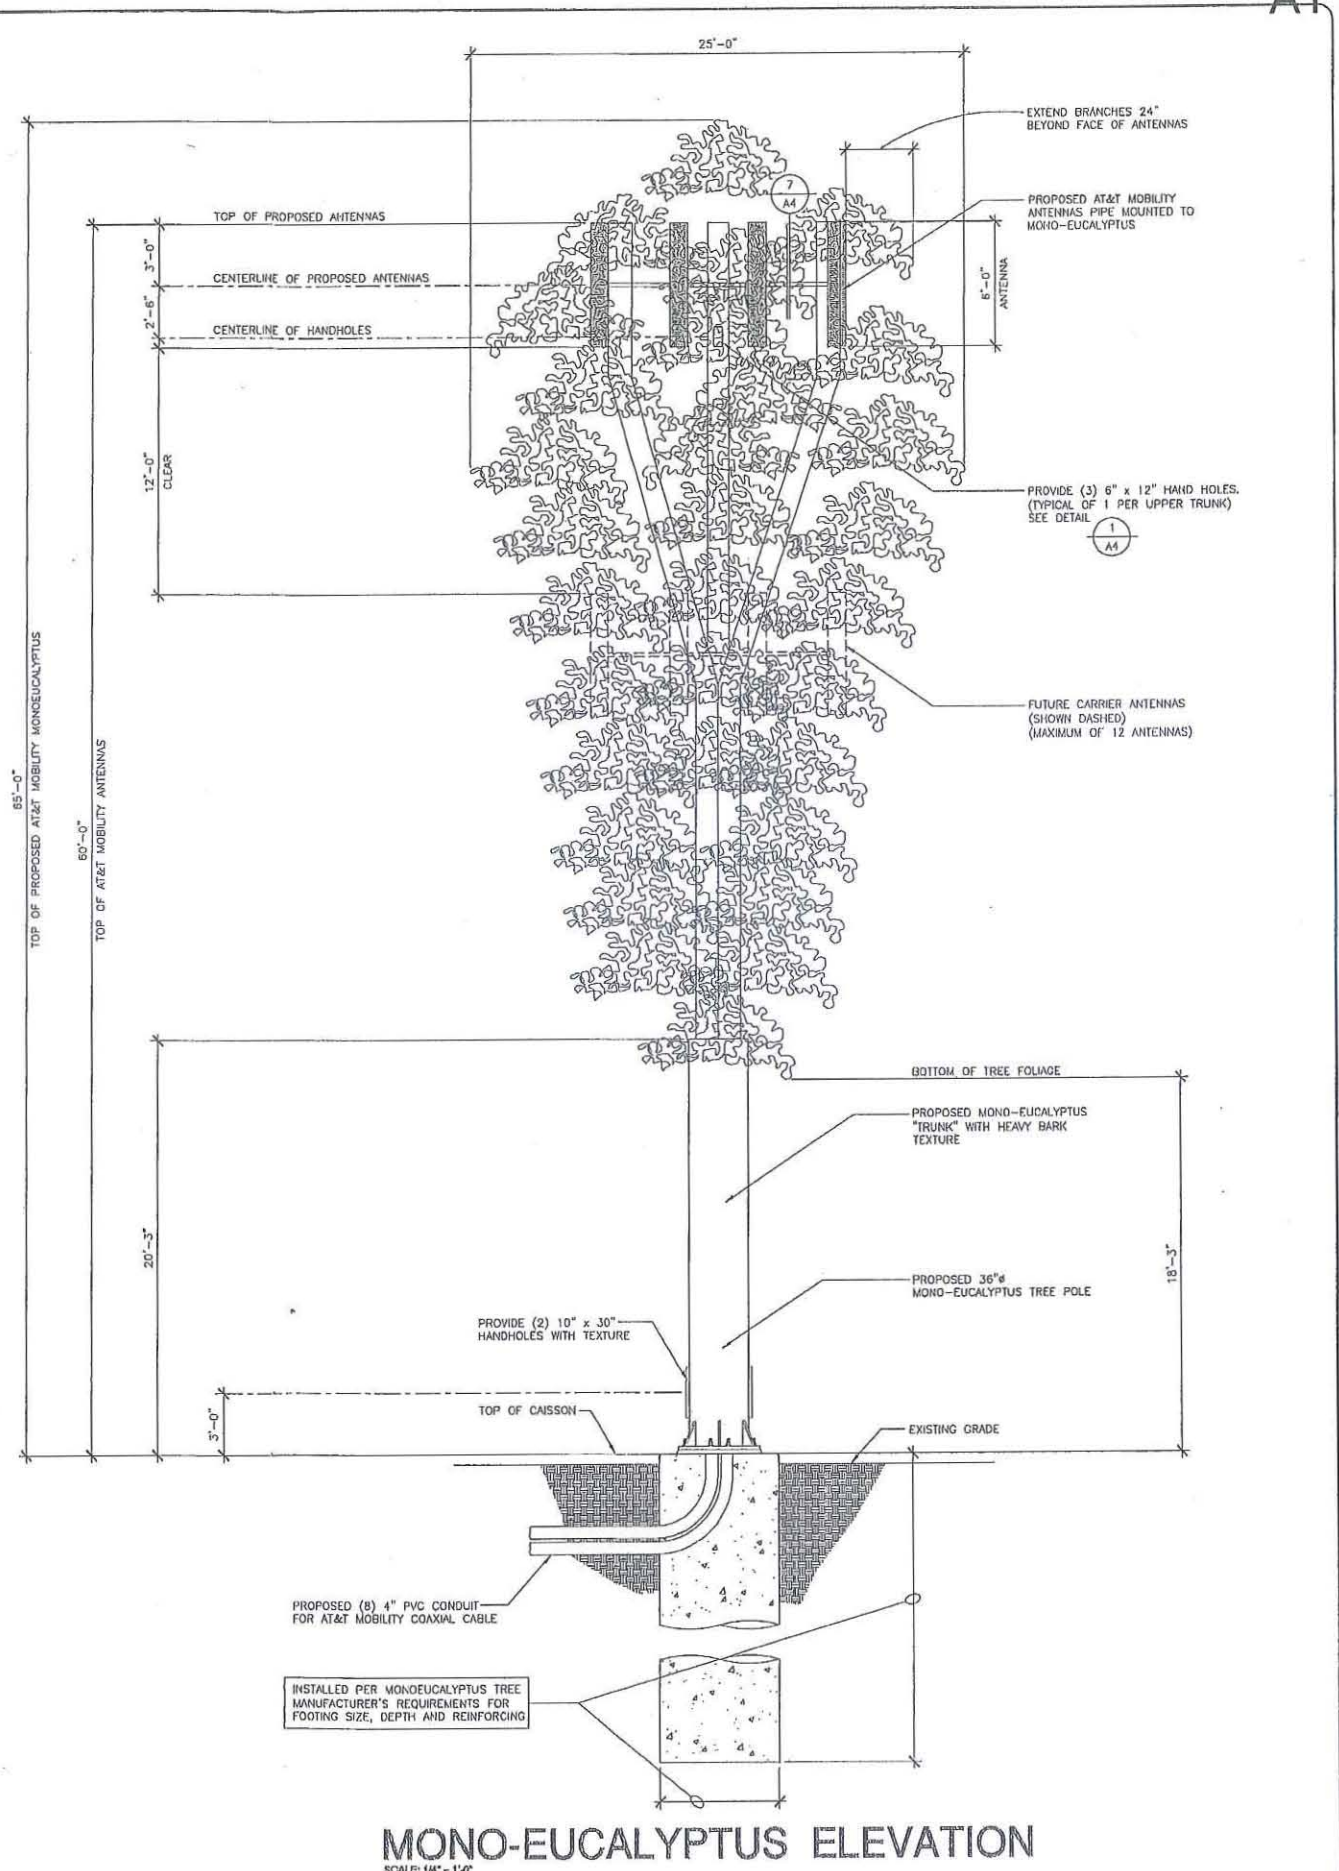 A1
25'-0"
EXTEND BRANCHES 24"
BEYOND FACE OF ANTENNAS
7
A4
PROPOSED AT&T MOBILITY
ANTENNAS PIPE MOUNTED TO
MONO-EUCALYPTUS
TOP OF PROPOSED ANTENNAS
3'-0"
CENTERLINE OF PROPOSED ANTENNAS
2'-6"
CENTERLINE OF HANDHOLES
6'-0"
ANTENNA
12'-0"
CLEAR
PROVIDE (3) 6" x 12" HAND HOLES.
(TYPICAL OF 1 PER UPPER TRUNK)
SEE DETAIL
1
A4
65'-0"
TOP OF PROPOSED AT&T MOBILITY MONOEUCALYPTUS
60'-0"
TOP OF AT&T MOBILITY ANTENNAS
FUTURE CARRIER ANTENNAS
(SHOWN DASHED)
(MAXIMUM OF 12 ANTENNAS)
BOTTOM OF TREE FOLIAGE
PROPOSED MONO-EUCALYPTUS
"TRUNK" WITH HEAVY BARK
TEXTURE
20'-3"
18'-3"
PROPOSED 36"ø
MONO-EUCALYPTUS TREE POLE
PROVIDE (2) 10" x 30"
HANDHOLES WITH TEXTURE
3'-0"
TOP OF CAISSON
EXISTING GRADE
PROPOSED (8) 4" PVC CONDUIT
FOR AT&T MOBILITY COAXIAL CABLE
INSTALLED PER MONOEUCALYPTUS TREE
MANUFACTURER'S REQUIREMENTS FOR
FOOTING SIZE, DEPTH AND REINFORCING
MONO-EUCALYPTUS ELEVATION
SCALE: 1/4" = 1'-0"